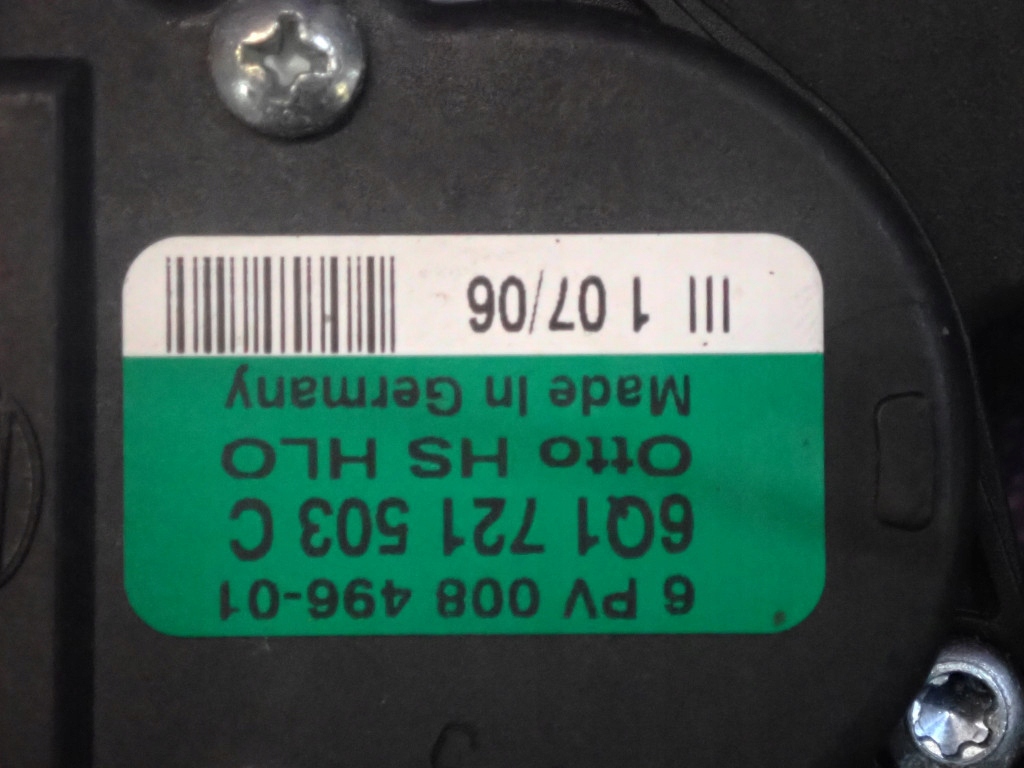 6 PV 008 496-01
6Q1 721 503 C
Otto HS HLO
Made In Germany
III 1 07/06